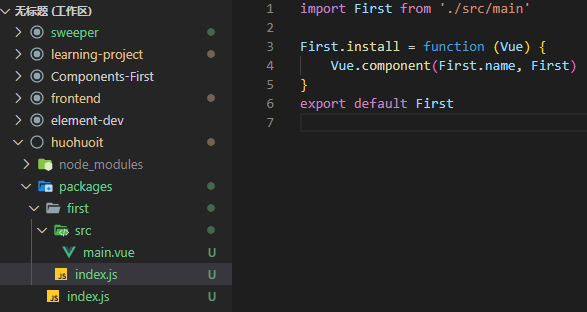 无标题 (工作区)
sweeper
learning-project
Components-First
frontend
element-dev
huohuoit
node_modules
packages
first
src
main.vue U
JS index.js U
JS index.js U
1 import First from './src/main'
2
3 First.install = function (Vue) {
4 Vue.component(First.name, First)
5 }
6 export default First
7